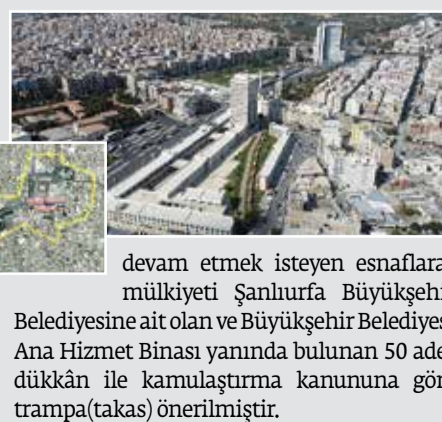 devam etmek isteyen esnaflara
mülkiyeti Şanlıurfa Büyükşehi
Belediyesine ait olan ve Büyükşehir Belediyes
Ana Hizmet Binası yanında bulunan 50 ade
dükkân ile kamulaştırma kanununa gör
trampa(takas) önerilmiştir.